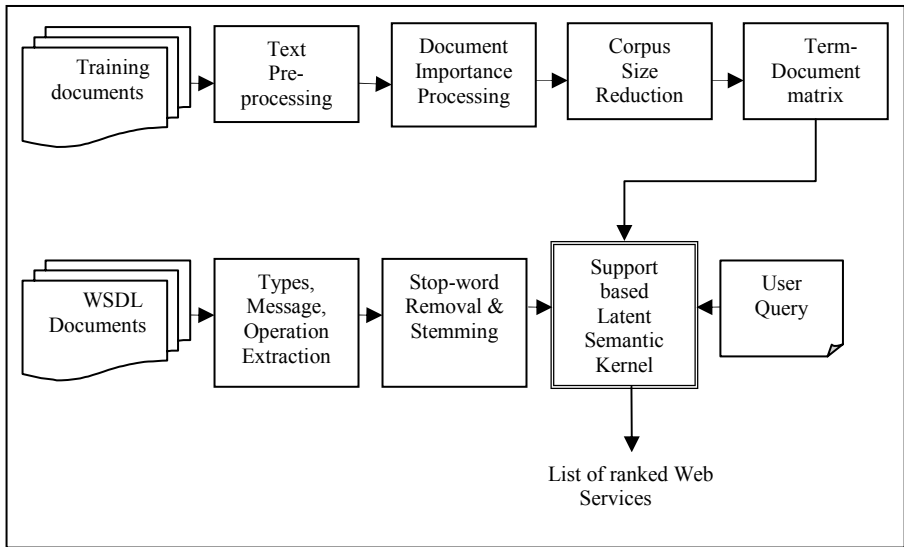 Training
documents
Text
Pre-
processing
Document
Importance
Processing
Corpus
Size
Reduction
Term-
Document
matrix
WSDL
Documents
Types,
Message,
Operation
Extraction
Stop-word
Removal &
Stemming
Support
based
Latent
Semantic
Kernel
User
Query
List of ranked Web
Services